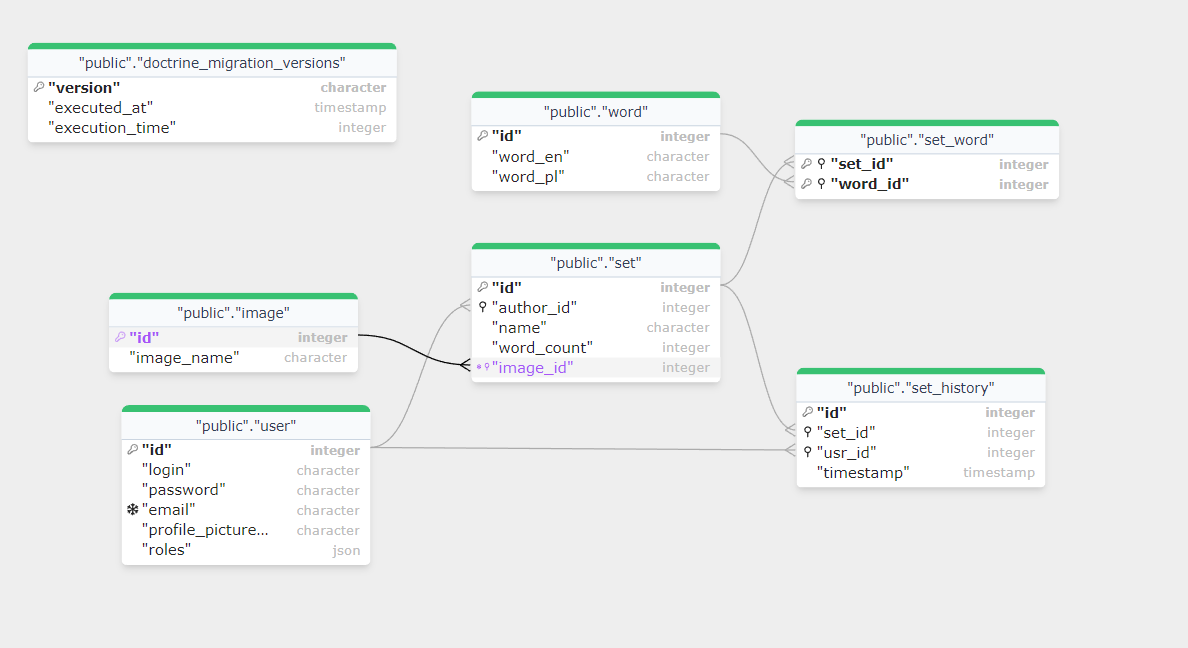 "public"."doctrine_migration_versions"
"version" character
"executed_at" timestamp
"execution_time" integer
"public"."word"
"id" integer
"word_en" character
"word_pl" character
"public"."set_word"
"set_id" integer
"word_id" integer
"public"."set"
"id" integer
"author_id" integer
"name" character
"word_count" integer
"image_id" integer
"public"."image"
"id" integer
"image_name" character
"public"."user"
"id" integer
"login" character
"password" character
"email" character
"profile_picture... character
"roles" json
"public"."set_history"
"id" integer
"set_id" integer
"usr_id" integer
"timestamp" timestamp